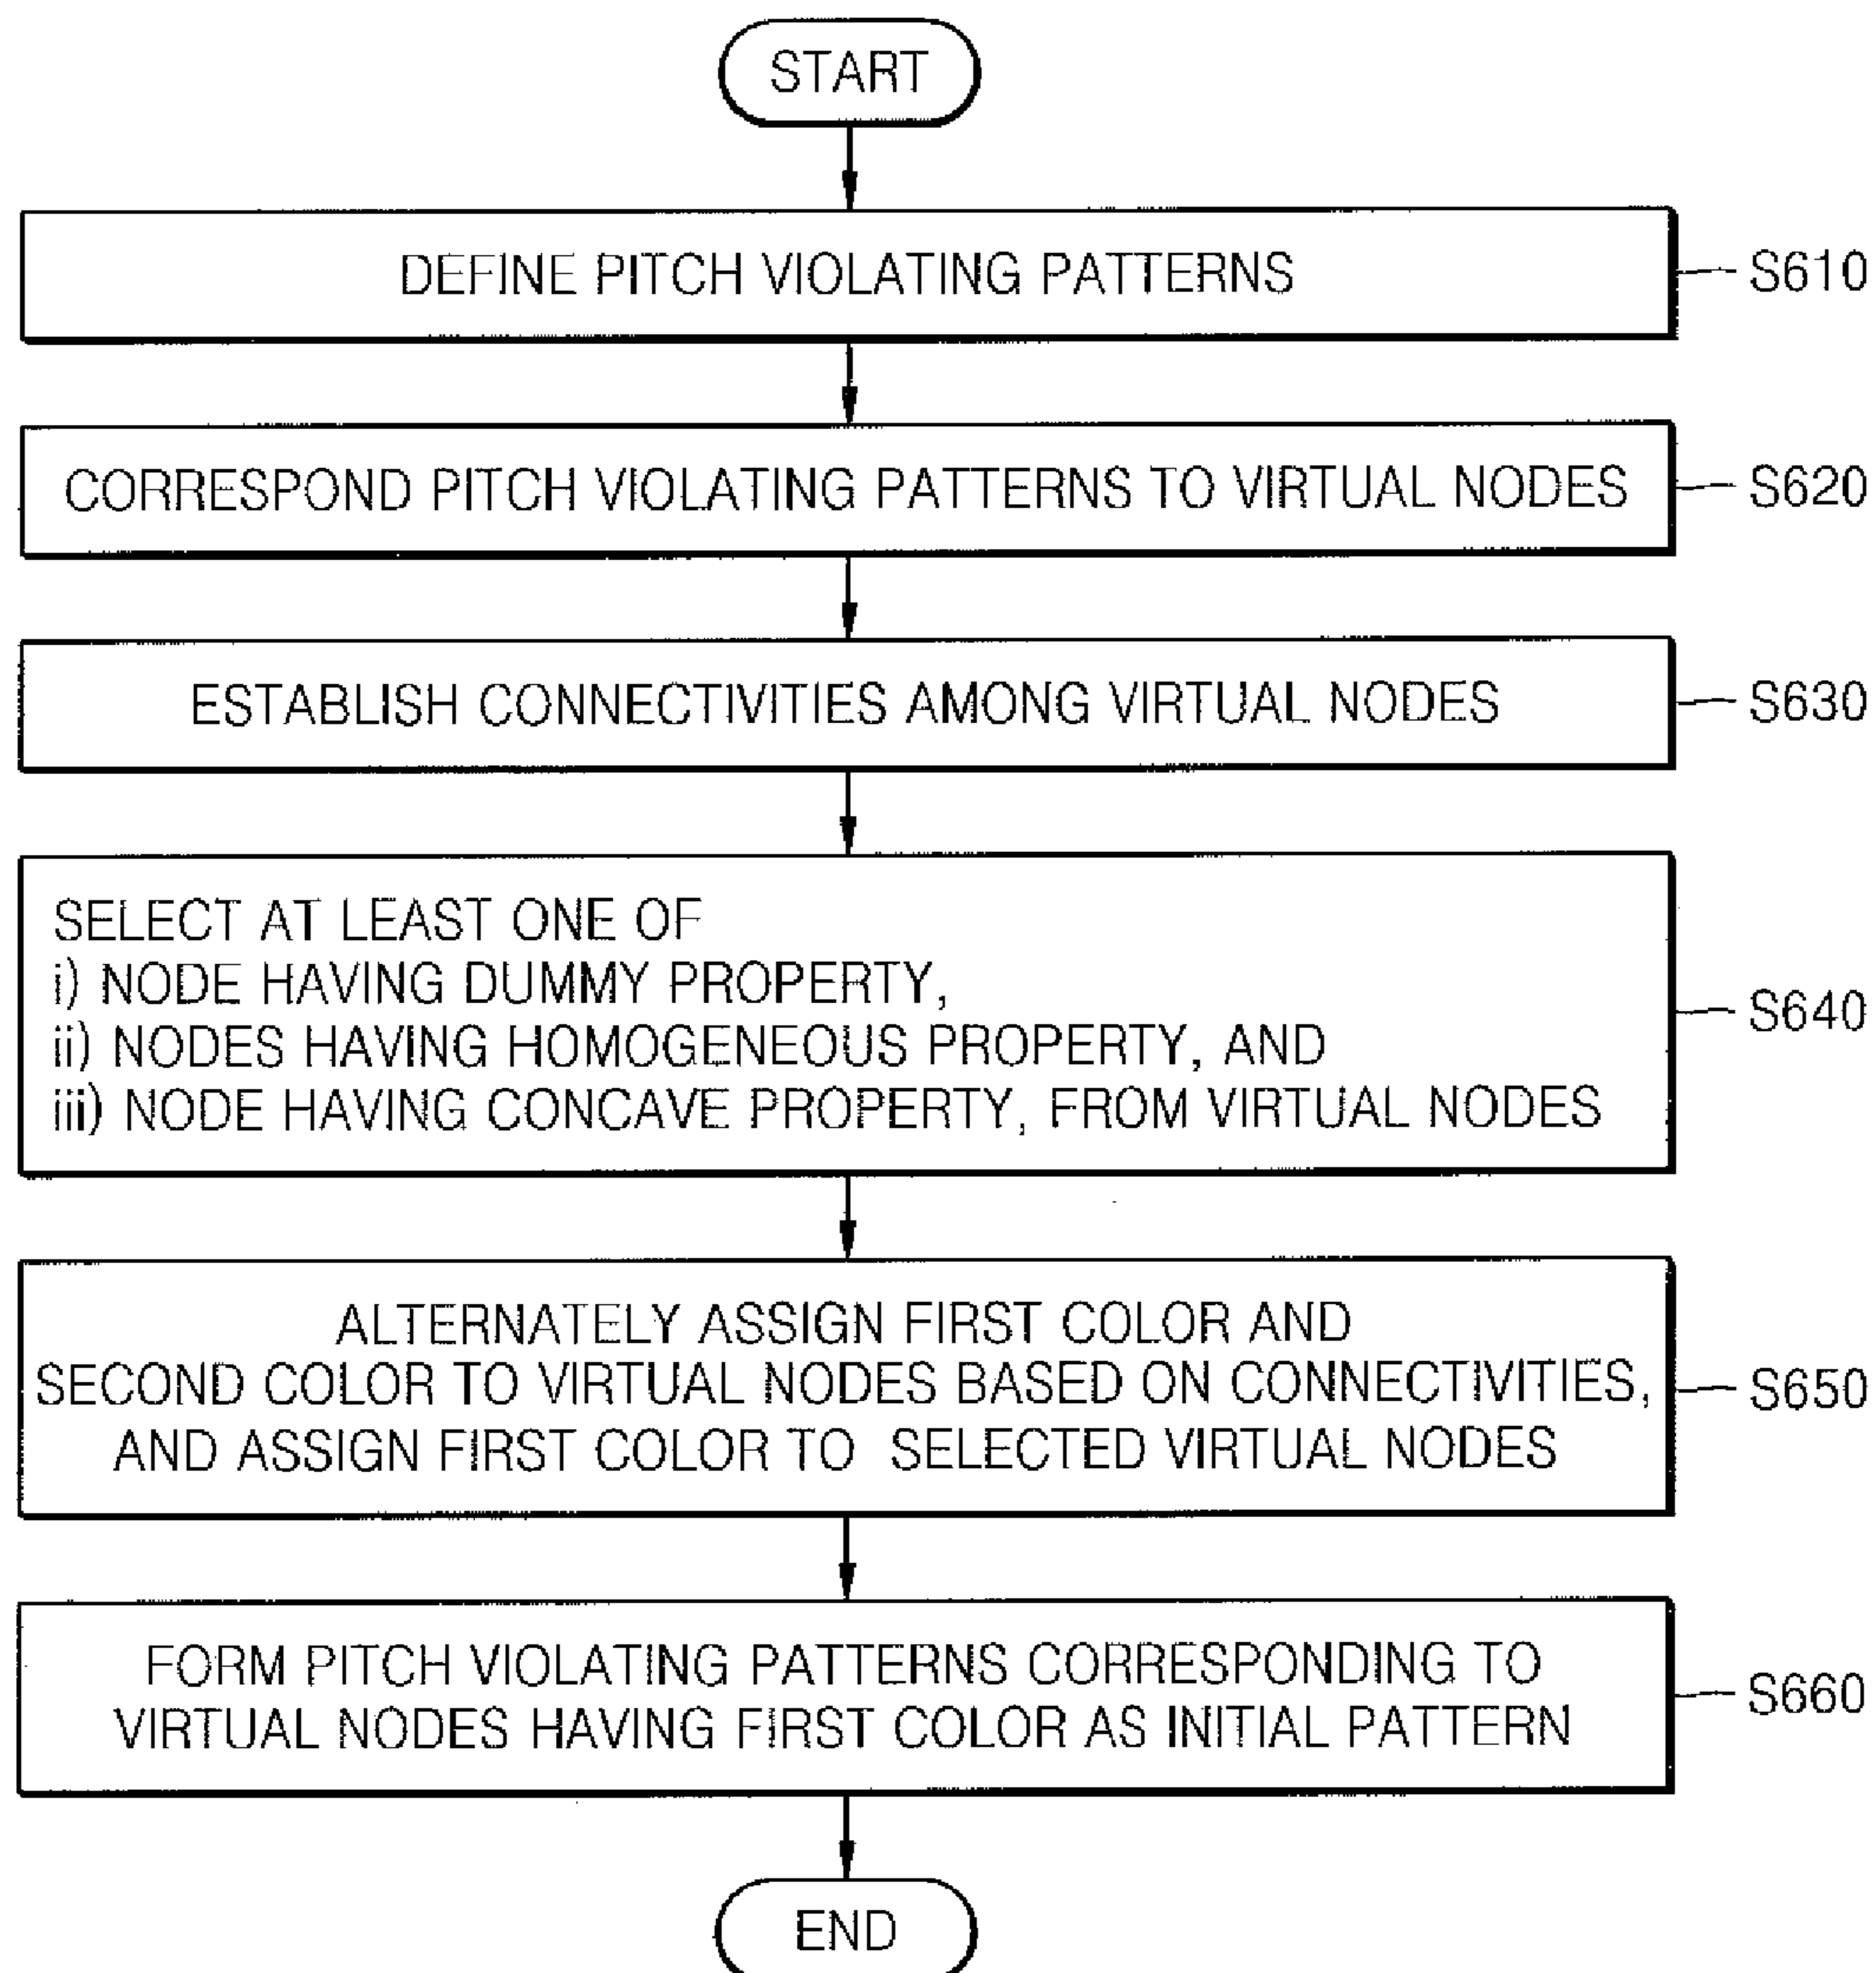 START
DEFINE PITCH VIOLATING PATTERNS
S610
CORRESPOND PITCH VIOLATING PATTERNS TO VIRTUAL NODES
S620
ESTABLISH CONNECTIVITIES AMONG VIRTUAL NODES
S630
SELECT AT LEAST ONE OF
i) NODE HAVING DUMMY PROPERTY,
ii) NODES HAVING HOMOGENEOUS PROPERTY, AND
iii) NODE HAVING CONCAVE PROPERTY, FROM VIRTUAL NODES
S640
ALTERNATELY ASSIGN FIRST COLOR AND
SECOND COLOR TO VIRTUAL NODES BASED ON CONNECTIVITIES,
AND ASSIGN FIRST COLOR TO SELECTED VIRTUAL NODES
S650
FORM PITCH VIOLATING PATTERNS CORRESPONDING TO
VIRTUAL NODES HAVING FIRST COLOR AS INITIAL PATTERN
S660
END